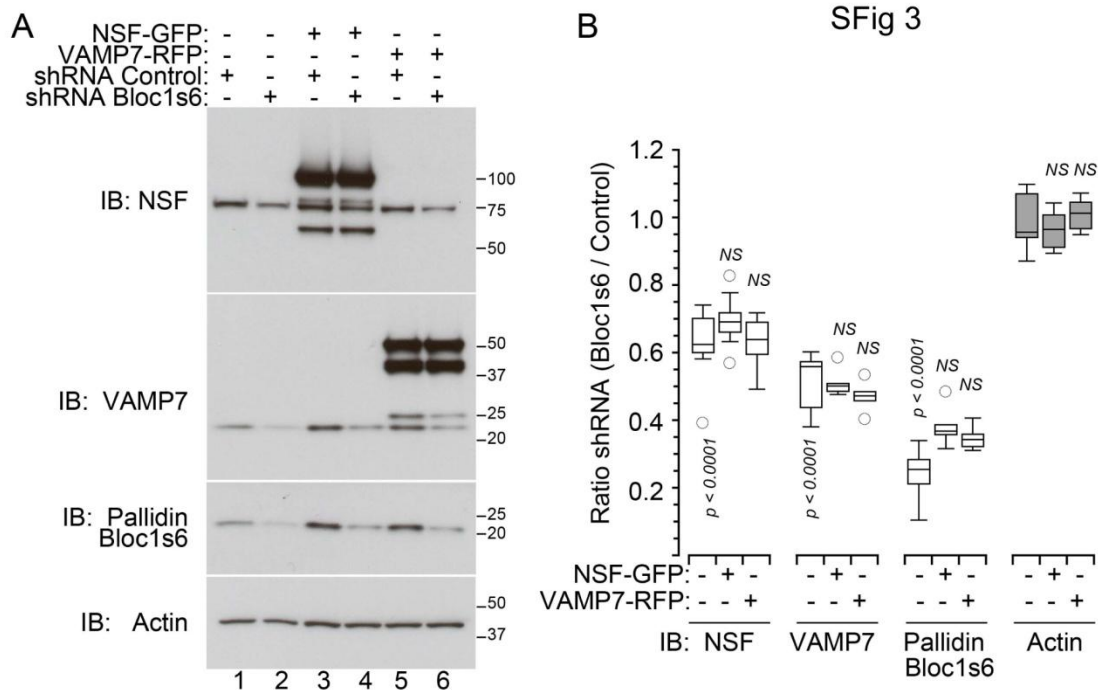 SFig 3
A
NSF-GFP: - - + + - -
VAMP7-RFP: - - - - + +
shRNA Control: + - + - + -
shRNA Bloc1s6: - + - + - +
IB: NSF
100
75
50
IB: VAMP7
50
37
25
20
IB: Pallidin
Bloc1s6
25
20
IB: Actin
50
37
1 2 3 4 5 6
B
Ratio shRNA (Bloc1s6 / Control)
1.2
1.0
0.8
0.6
0.4
0.2
p < 0.0001
NS
NS
p < 0.0001
NS
NS
p < 0.0001
NS
NS
NS
NS
NSF-GFP: - + - - + - - + - - + -
VAMP7-RFP: - - + - - + - - + - - +
IB: NSF VAMP7 Pallidin Actin
Bloc1s6